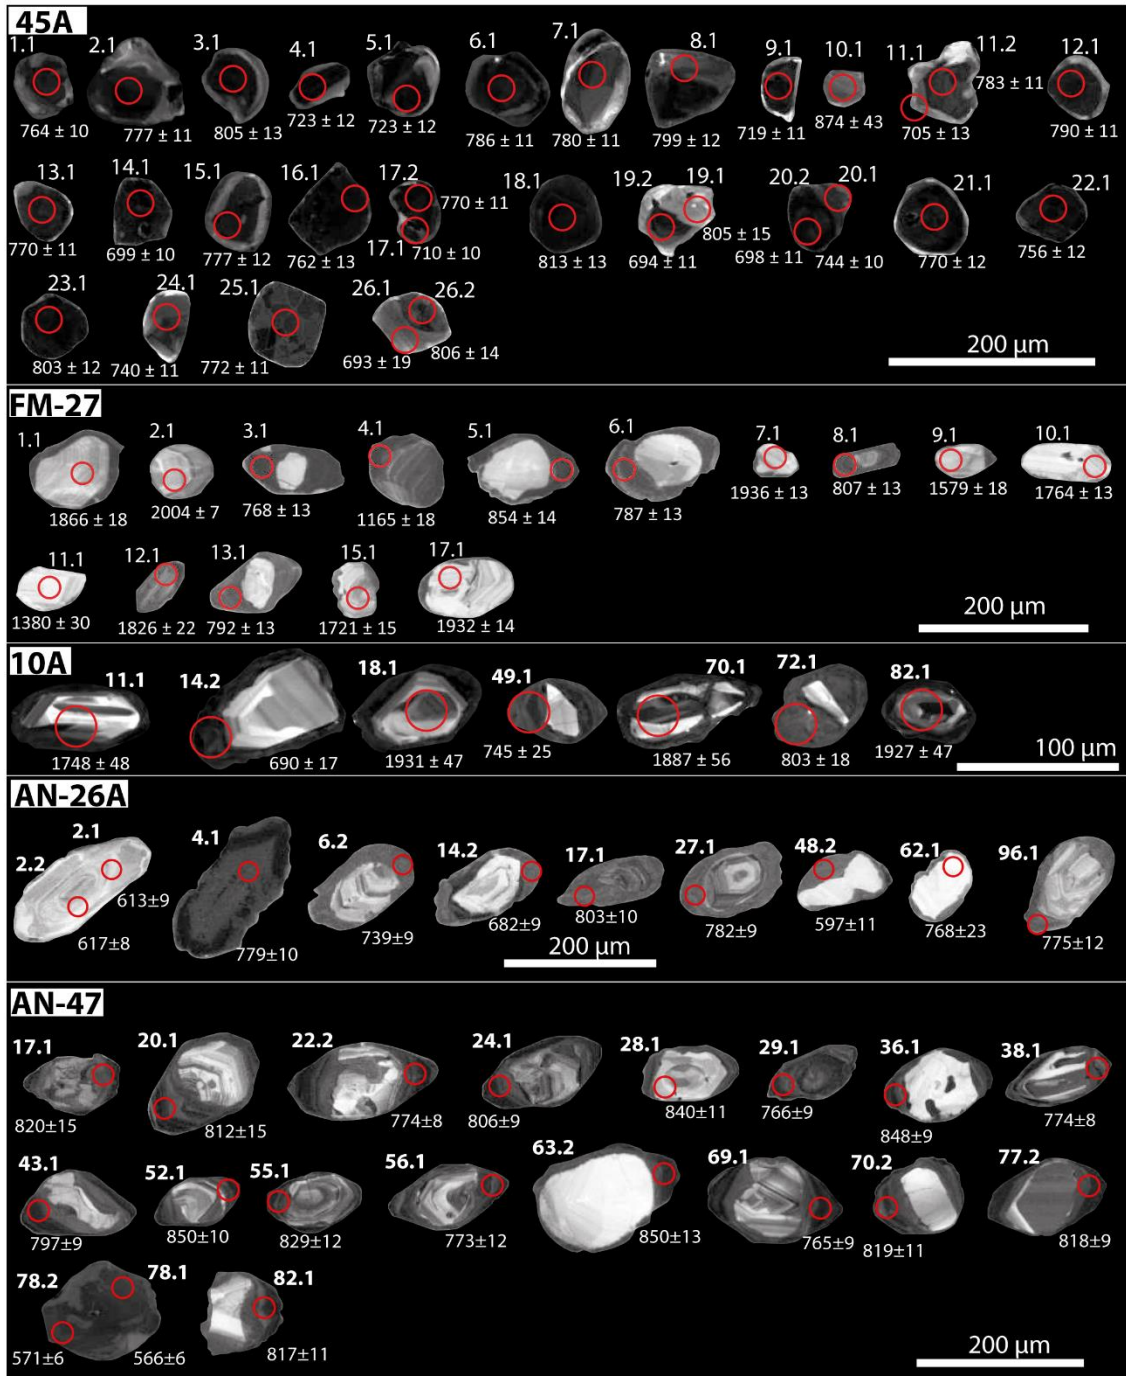 45A
1.1 2.1 3.1 4.1 5.1 6.1 7.1 8.1 9.1 10.1 11.1 11.2 12.1
764 ± 10 777 ± 11 805 ± 13 723 ± 12 723 ± 12 786 ± 11 780 ± 11 799 ± 12 719 ± 11 874 ± 43 705 ± 13 783 ± 11 790 ± 11
13.1 14.1 15.1 16.1 17.2 17.1 18.1 19.2 19.1 20.2 20.1 21.1 22.1
770 ± 11 699 ± 10 777 ± 12 762 ± 13 770 ± 11 710 ± 10 813 ± 13 694 ± 11 805 ± 15 698 ± 11 744 ± 10 770 ± 12 756 ± 12
23.1 24.1 25.1 26.1 26.2
803 ± 12 740 ± 11 772 ± 11 693 ± 19 806 ± 14
200 µm
FM-27
1.1 2.1 3.1 4.1 5.1 6.1 7.1 8.1 9.1 10.1
1866 ± 18 2004 ± 7 768 ± 13 1165 ± 18 854 ± 14 787 ± 13 1936 ± 13 807 ± 13 1579 ± 18 1764 ± 13
11.1 12.1 13.1 15.1 17.1
1380 ± 30 1826 ± 22 792 ± 13 1721 ± 15 1932 ± 14
200 µm
10A
11.1 14.2 18.1 49.1 70.1 72.1 82.1
1748 ± 48 690 ± 17 1931 ± 47 745 ± 25 1887 ± 56 803 ± 18 1927 ± 47
100 µm
AN-26A
2.2 2.1 4.1 6.2 14.2 17.1 27.1 48.2 62.1 96.1
617±8 613±9 779±10 739±9 682±9 803±10 782±9 597±11 768±23 775±12
200 µm
AN-47
17.1 20.1 22.2 24.1 28.1 29.1 36.1 38.1
820±15 812±15 774±8 806±9 840±11 766±9 848±9 774±8
43.1 52.1 55.1 56.1 63.2 69.1 70.2 77.2
797±9 850±10 829±12 773±12 850±13 765±9 819±11 818±9
78.2 78.1 82.1
571±6 566±6 817±11
200 µm